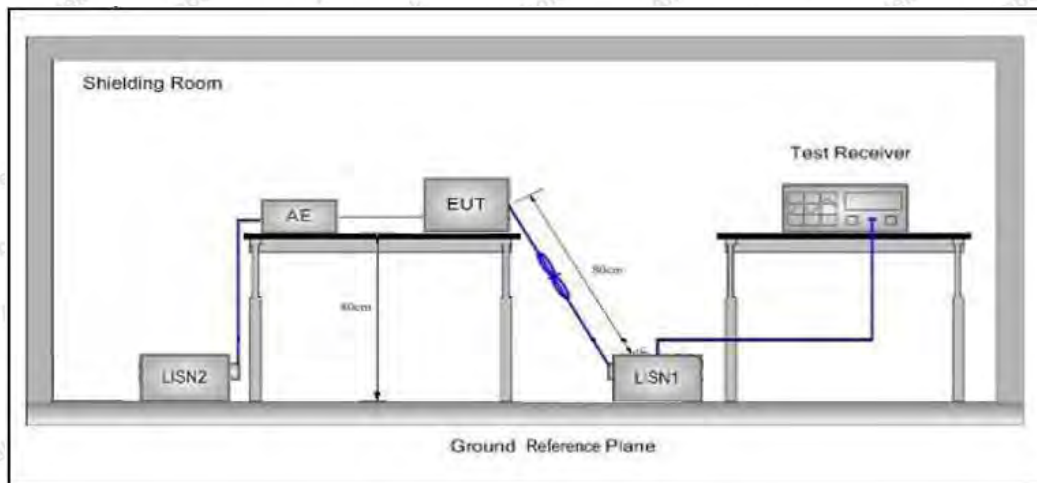 Shielding Room
Test Receiver
AE
EUT
80cm
80cm
LISN2
LISN1
Ground Reference Plane